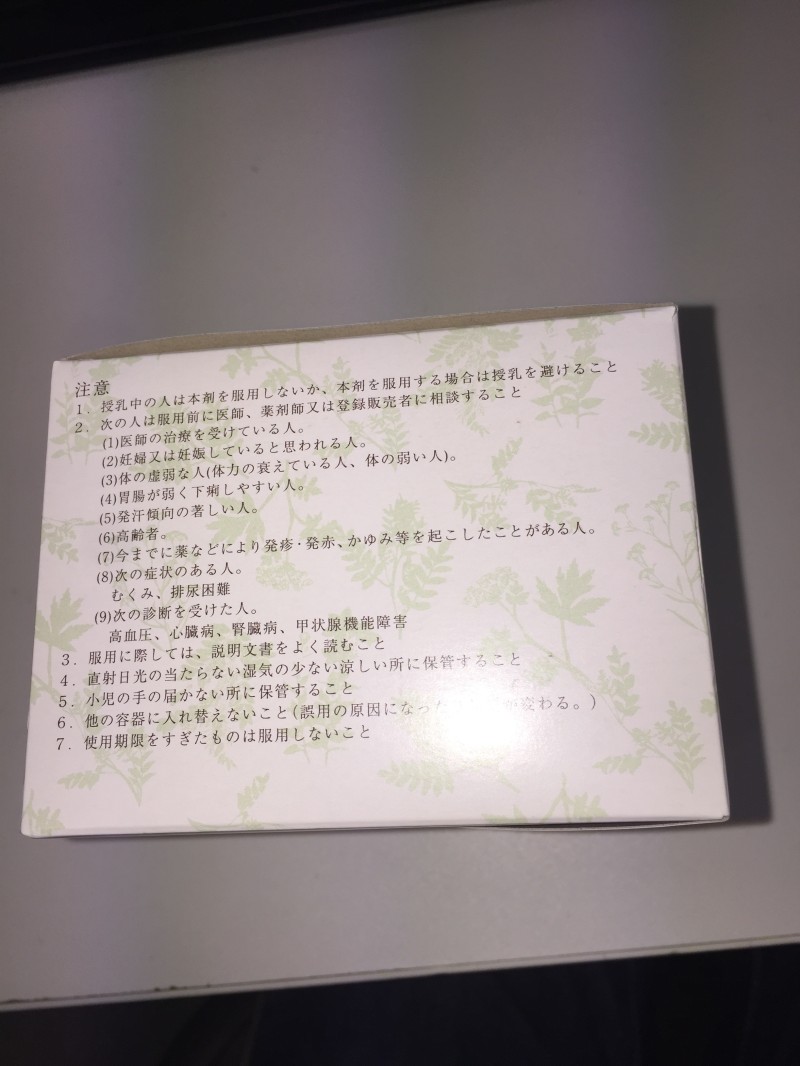 注意
1．授乳中の人は本剤を服用しないか、本剤を服用する場合は授乳を避けること
2．次の人は服用前に医師、薬剤師又は登録販売者に相談すること
(1)医師の治療を受けている人。
(2)妊婦又は妊娠していると思われる人。
(3)体の虚弱な人(体力の衰えている人、体の弱い人)。
(4)胃腸が弱く下痢しやすい人。
(5)発汗傾向の著しい人。
(6)高齢者。
(7)今までに薬などにより発疹・発赤、かゆみ等を起こしたことがある人。
(8)次の症状のある人。
むくみ、排尿困難
(9)次の診断を受けた人。
高血圧、心臓病、腎臓病、甲状腺機能障害
3．服用に際しては、説明文書をよく読むこと
4．直射日光の当たらない湿気の少ない涼しい所に保管すること
5．小児の手の届かない所に保管すること
6．他の容器に入れ替えないこと(誤用の原因になった 変わる。)
7．使用期限をすぎたものは服用しないこと